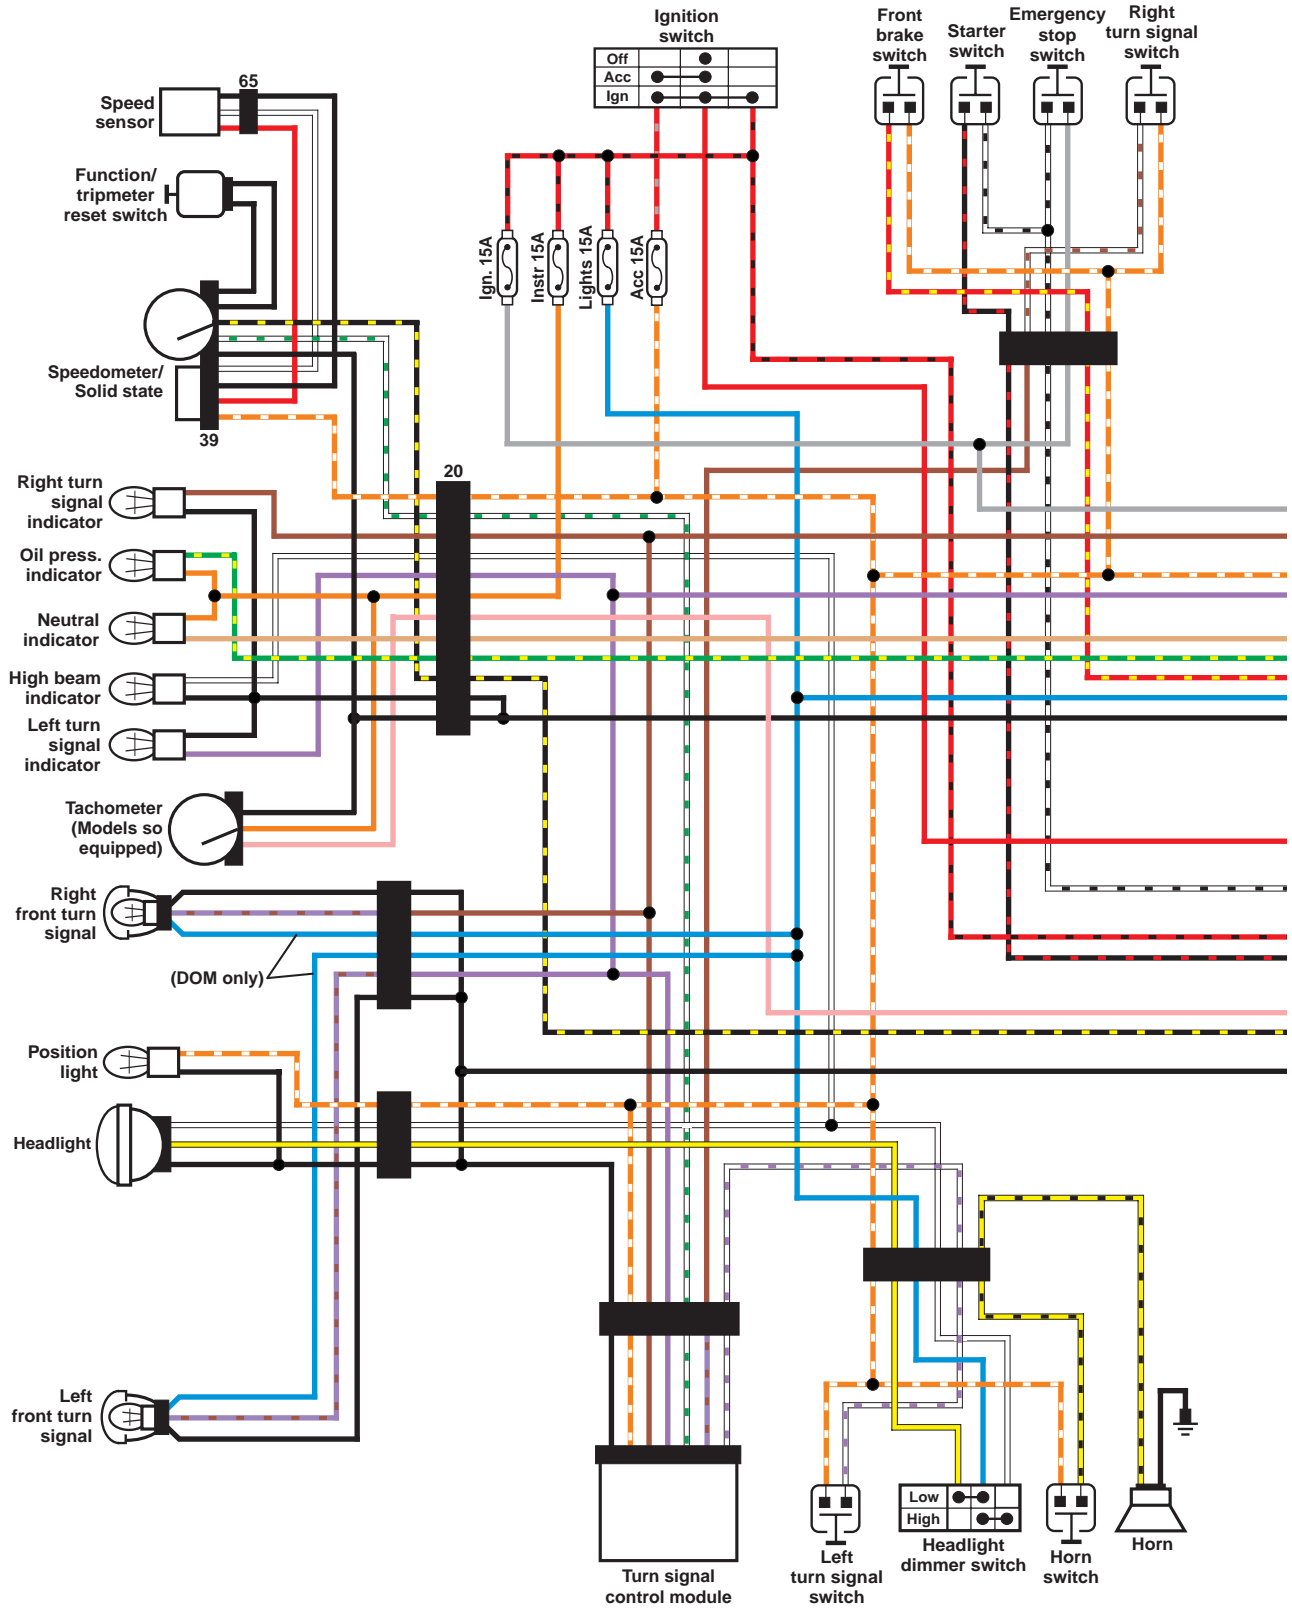 Ignition
switch
Off
Acc
Ign
Front
brake
switch
Starter
switch
Emergency
stop
switch
Right
turn signal
switch
65
Speed
sensor
Function/
tripmeter
reset switch
Ign. 15A
Instr 15A
Lights 15A
Acc 15A
Speedometer/
Solid state
39
20
Right turn
signal
indicator
Oil press.
indicator
Neutral
indicator
High beam
indicator
Left turn
signal
indicator
Tachometer
(Models so
equipped)
Right
front turn
signal
(DOM only)
Position
light
Headlight
Left
front turn
signal
Turn signal
control module
Left
turn signal
switch
Low
High
Headlight
dimmer switch
Horn
switch
Horn